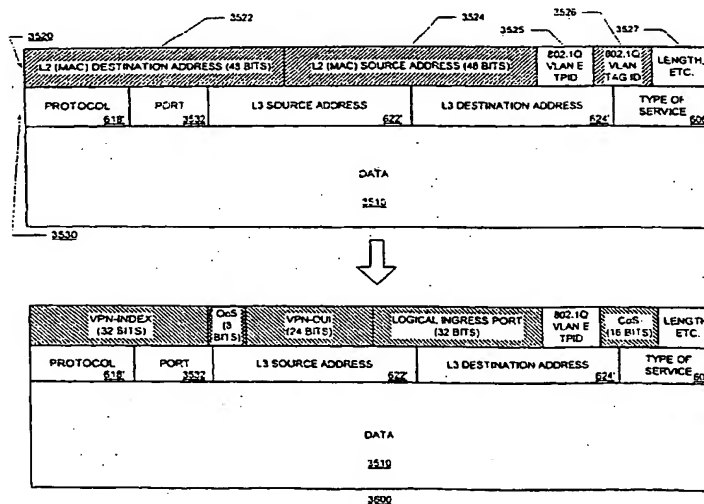 3522
3524
3525
3526
3527
3520
L2 (MAC) DESTINATION ADDRESS (48 BITS)
L2 (MAC) SOURCE ADDRESS (48 BITS)
802.1Q
VLAN E
TPID
802.1Q
VLAN
TAG ID
LENGTH,
ETC.
PROTOCOL
618'
PORT
3532
L3 SOURCE ADDRESS
622'
L3 DESTINATION ADDRESS
624'
TYPE OF
SERVICE
DATA
3510
3530
VPN-INDEX
(32 BITS)
QoS
BITS)
VPN-OUI
(24 BITS)
LOGICAL INGRESS PORT
(32 BITS)
802.1Q
VLAN E
TPID
CoS
(16 BITS)
LENGTH,
ETC.
PROTOCOL
618'
PORT
3532
L3 SOURCE ADDRESS
622'
L3 DESTINATION ADDRESS
624'
TYPE OF
SERVICE
DATA
3510
3600